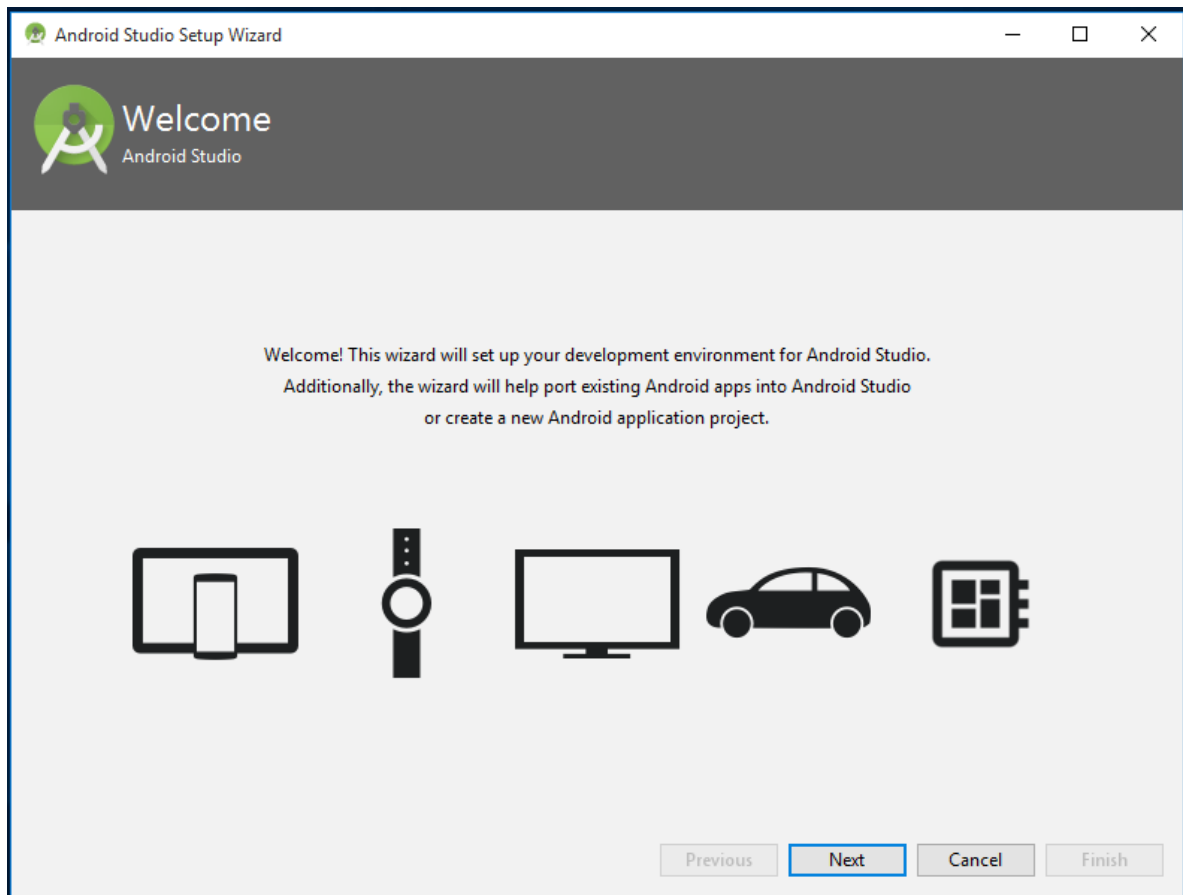 Android Studio Setup Wizard
Welcome
Android Studio
Welcome! This wizard will set up your development environment for Android Studio.
Additionally, the wizard will help port existing Android apps into Android Studio
or create a new Android application project.
Previous Next Cancel Finish